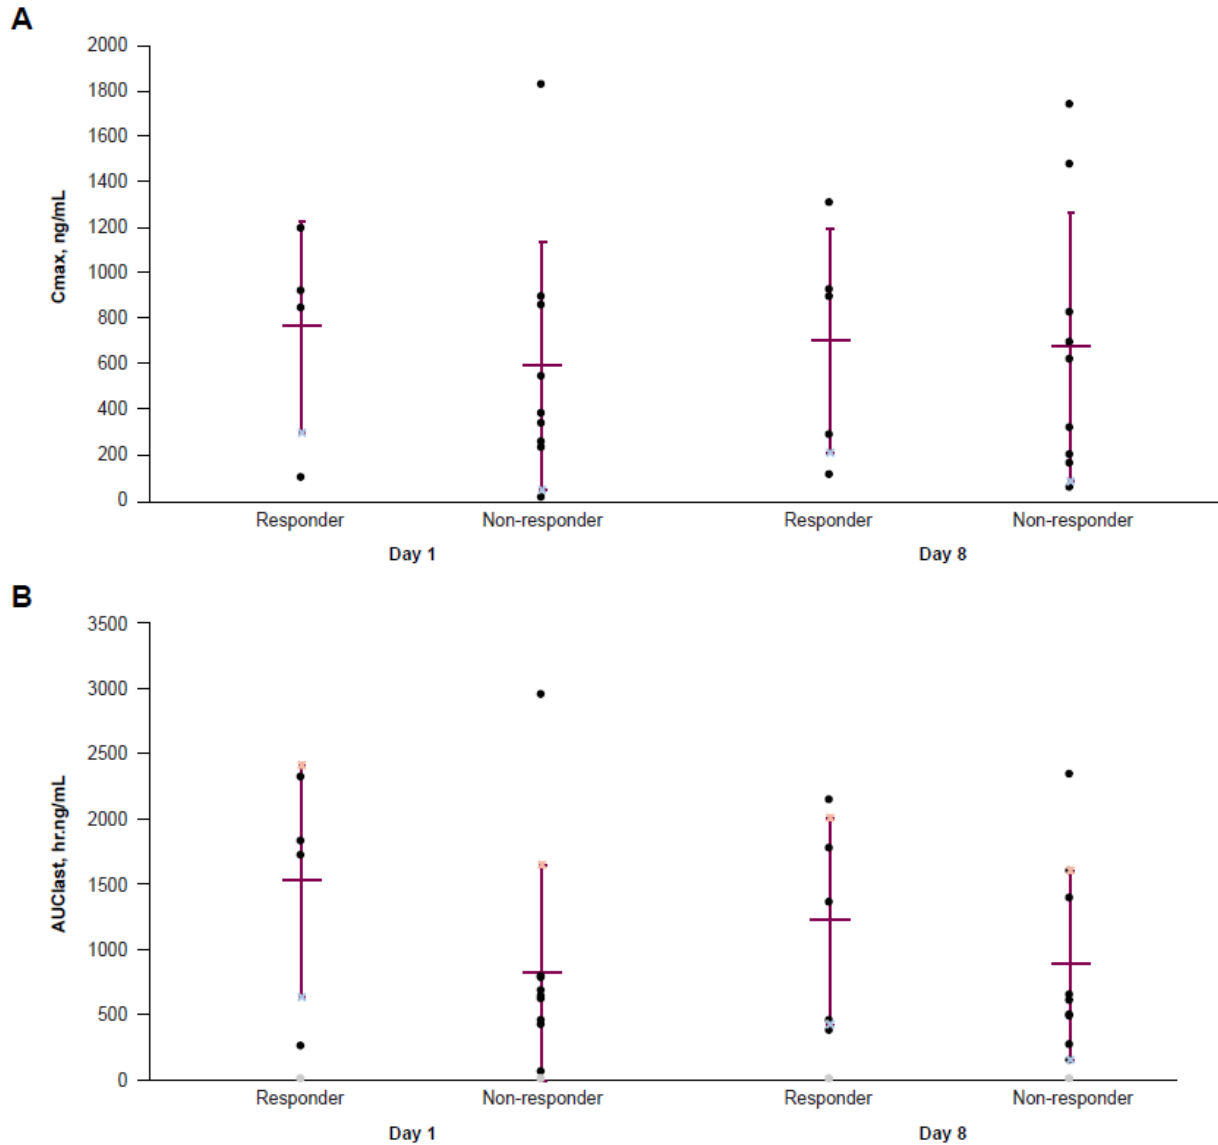 A
2000
1800
1600
1400
1200
1000
800
600
400
200
0
Cmax, ng/mL
Responder Non-responder Responder Non-responder
Day 1 Day 8
B
3500
3000
2500
2000
1500
1000
500
0
AUClast, hr.ng/mL
Responder Non-responder Responder Non-responder
Day 1 Day 8